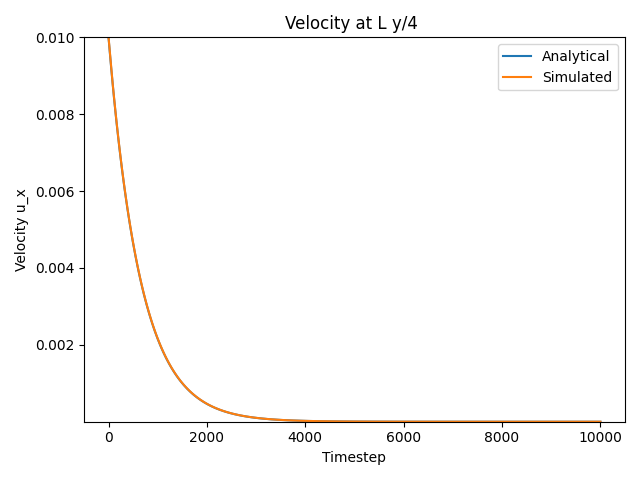 Velocity at L y/4
0.010
0.008
0.006
0.004
0.002
Velocity u_x
Analytical
Simulated
0
2000
4000
6000
8000
10000
Timestep